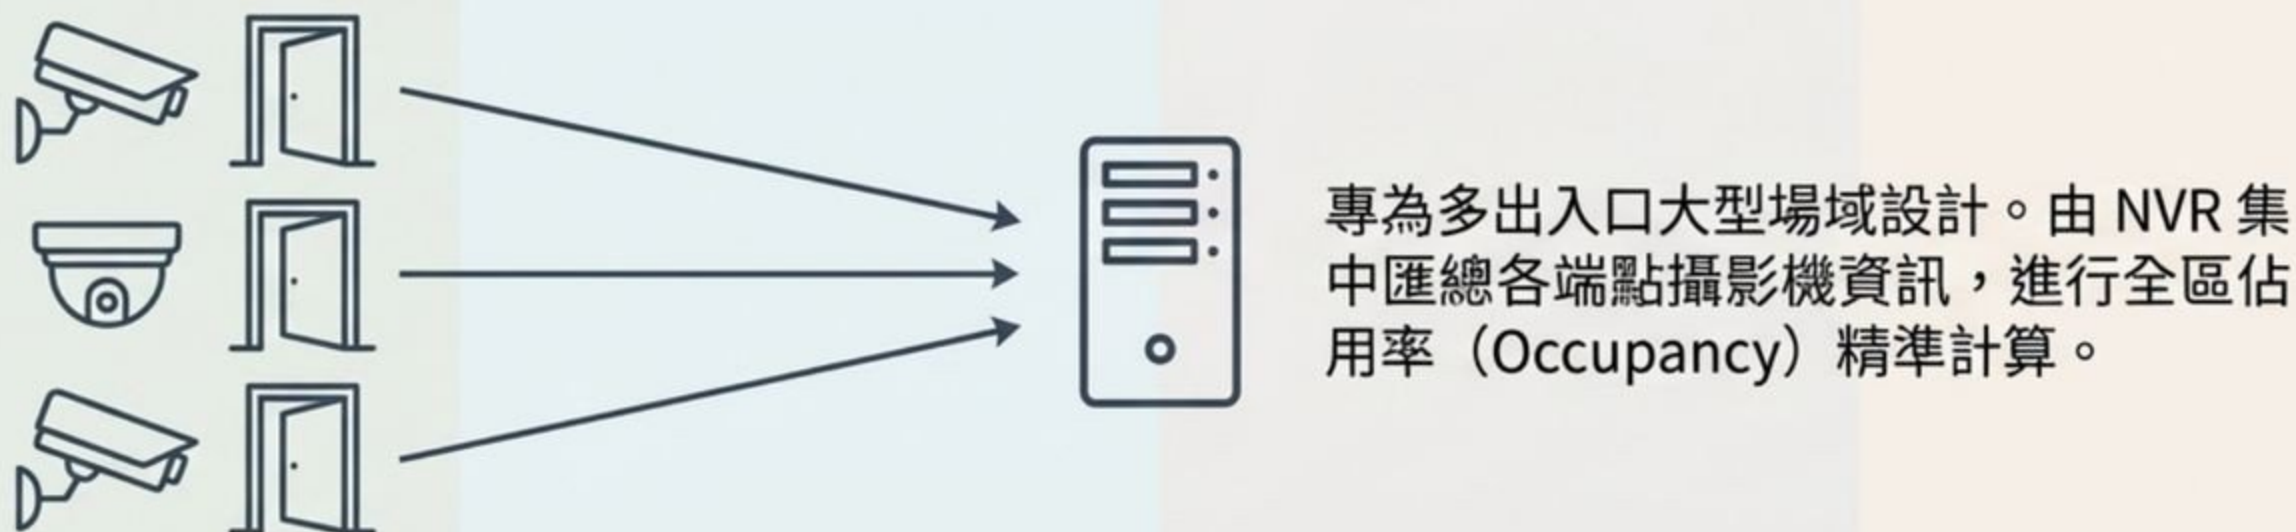 專為多出入口大型場域設計。由 NVR 集
中匯總各端點攝影機資訊，進行全區佔
用率（Occupancy）精準計算。